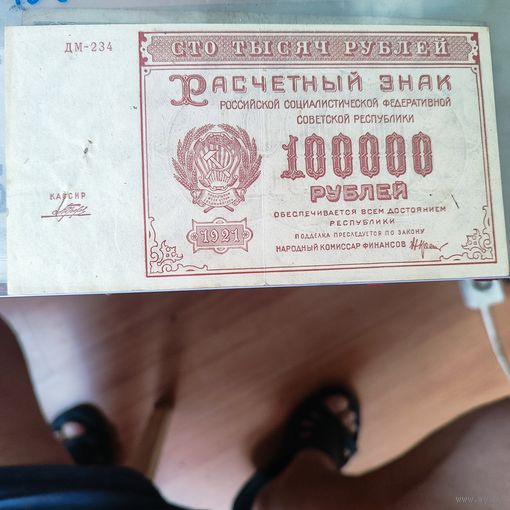 ДМ-234
СТО ТЫСЯЧ РУБЛЕЙ
РАСЧЕТНЫЙ ЗНАК
РОССИЙСКОЙ СОЦИАЛИСТИЧЕСКОЙ ФЕДЕРАТИВНОЙ
СОВЕТСКОЙ РЕСПУБЛИКИ
100000
РУБЛЕЙ
КАССИР
1921
ОБЕСПЕЧИВАЕТСЯ ВСЕМ ДОСТОЯНИЕМ
РЕСПУБЛИКИ
ПОДДЕЛКА ПРЕСЛЕДУЕТСЯ ПО ЗАКОНУ
НАРОДНЫЙ КОМИССАР ФИНАНСОВ